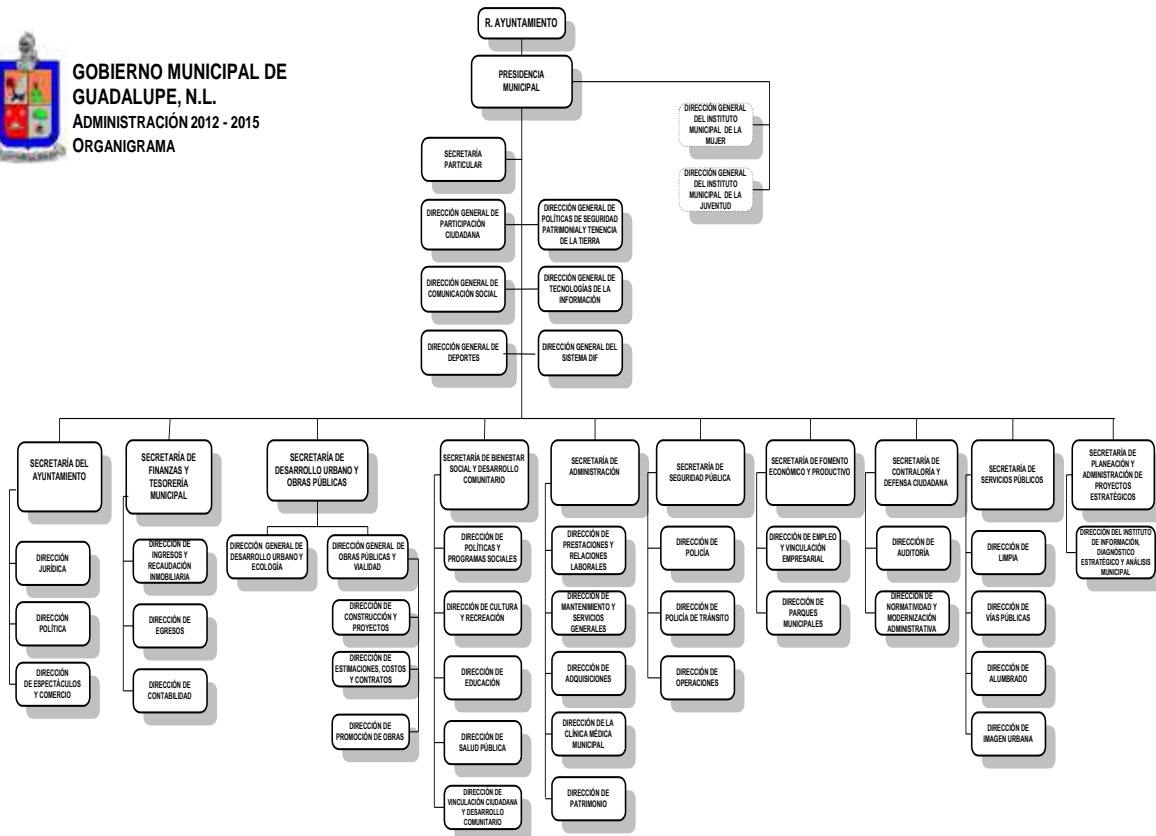 GOBIERNO MUNICIPAL DE
GUADALUPE, N.L.
ADMINISTRACIÓN 2012 - 2015
ORGANIGRAMA
R. AYUNTAMIENTO
PRESIDENCIA
MUNICIPAL
DIRECCIÓN GENERAL
DEL INSTITUTO
MUNICIPAL DE LA
MUJER
DIRECCIÓN GENERAL
DEL INSTITUTO
MUNICIPAL DE LA
JUVENTUD
SECRETARÍA
PARTICULAR
DIRECCIÓN GENERAL DE
PARTICIPACIÓN
CIUDADANA
DIRECCIÓN GENERAL DE
POLÍTICAS DE SEGURIDAD
PATRIMONIAL Y TENENCIA
DE LA TIERRA
DIRECCIÓN GENERAL DE
COMUNICACIÓN SOCIAL
DIRECCIÓN GENERAL DE
TECNOLOGÍAS DE LA
INFORMACIÓN
DIRECCIÓN GENERAL DE
DEPORTES
DIRECCIÓN GENERAL DEL
SISTEMA DIF
SECRETARÍA DEL
AYUNTAMIENTO
DIRECCIÓN
JURÍDICA
DIRECCIÓN
POLÍTICA
DIRECCIÓN
DE ESPECTÁCULOS
Y COMERCIO
SECRETARÍA DE
FINANZAS Y
TESORERÍA
MUNICIPAL
DIRECCIÓN DE
INGRESOS Y
RECAUDACIÓN
INMOBILIARIA
DIRECCIÓN DE
EGRESOS
DIRECCIÓN DE
CONTABILIDAD
SECRETARÍA DE
DESARROLLO URBANO Y
OBRAS PÚBLICAS
DIRECCIÓN GENERAL DE
DESARROLLO URBANO Y
ECOLOGÍA
DIRECCIÓN GENERAL DE
OBRAS PÚBLICAS Y
VIALIDAD
DIRECCIÓN DE
CONSTRUCCIÓN Y
PROYECTOS
DIRECCIÓN DE
ESTIMACIONES, COSTOS
Y CONTRATOS
DIRECCIÓN DE
PROMOCIÓN DE OBRAS
SECRETARÍA DE BIENESTAR
SOCIAL Y DESARROLLO
COMUNITARIO
DIRECCIÓN DE
POLÍTICAS Y
PROGRAMAS SOCIALES
DIRECCIÓN DE CULTURA
Y RECREACIÓN
DIRECCIÓN DE
EDUCACIÓN
DIRECCIÓN DE
SALUD PÚBLICA
DIRECCIÓN DE
VINCULACIÓN CIUDADANA
Y DESARROLLO
COMUNITARIO
SECRETARÍA DE
ADMINISTRACIÓN
DIRECCIÓN DE
PRESTACIONES Y
RELACIONES
LABORALES
DIRECCIÓN DE
MANTENIMIENTO Y
SERVICIOS
GENERALES
DIRECCIÓN DE
ADQUISICIONES
DIRECCIÓN DE LA
CLÍNICA MÉDICA
MUNICIPAL
DIRECCIÓN DE
PATRIMONIO
SECRETARÍA DE
SEGURIDAD PÚBLICA
DIRECCIÓN DE
POLICÍA
DIRECCIÓN DE
POLICÍA DE TRÁNSITO
DIRECCIÓN DE
OPERACIONES
SECRETARÍA DE FOMENTO
ECONÓMICO Y PRODUCTIVO
DIRECCIÓN DE EMPLEO
Y VINCULACIÓN
EMPRESARIAL
DIRECCIÓN DE
PARQUES
MUNICIPALES
SECRETARÍA DE
CONTRALORÍA Y
DEFENSA CIUDADANA
DIRECCIÓN DE
AUDITORÍA
DIRECCIÓN DE
NORMATIVIDAD Y
MODERNIZACIÓN
ADMINISTRATIVA
SECRETARÍA DE
SERVICIOS PÚBLICOS
DIRECCIÓN DE
LIMPIA
DIRECCIÓN DE
VÍAS PÚBLICAS
DIRECCIÓN DE
ALUMBRADO
DIRECCIÓN DE
IMAGEN URBANA
SECRETARÍA DE
PLANEACIÓN Y
ADMINISTRACIÓN DE
PROYECTOS
ESTRATÉGICOS
DIRECCIÓN DEL INSTITUTO
DE INFORMACIÓN,
DIAGNÓSTICO
ESTRATÉGICO Y ANÁLISIS
MUNICIPAL